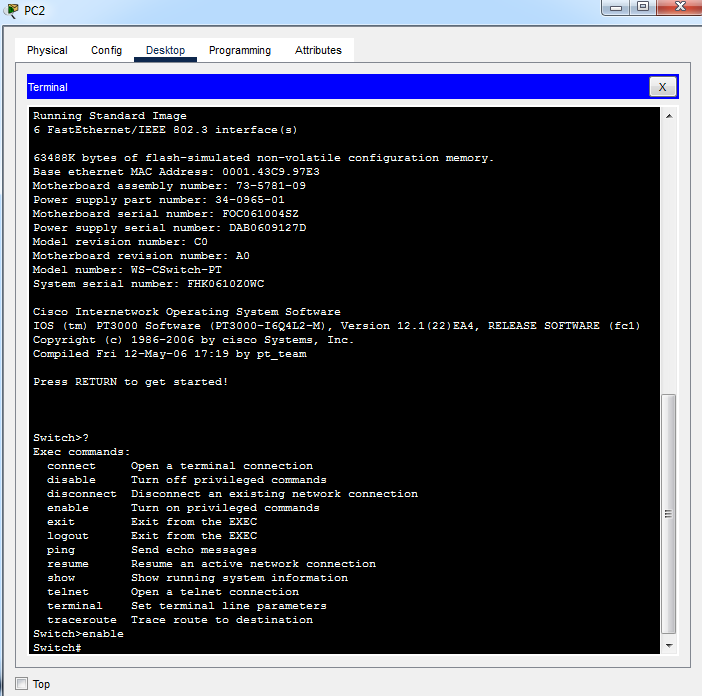 PC2
Physical Config Desktop Programming Attributes
Terminal
X
Running Standard Image
6 FastEthernet/IEEE 802.3 interface(s)
63488K bytes of flash-simulated non-volatile configuration memory.
Base ethernet MAC Address: 0001.43C9.97E3
Motherboard assembly number: 73-5781-09
Power supply part number: 34-0965-01
Motherboard serial number: FOC061004SZ
Power supply serial number: DAB0609127D
Model revision number: C0
Motherboard revision number: A0
Model number: WS-CSwitch-PT
System serial number: FHK0610Z0WC
Cisco Internetwork Operating System Software
IOS (tm) PT3000 Software (PT3000-I6Q4L2-M), Version 12.1(22)EA4, RELEASE SOFTWARE (fc1)
Copyright (c) 1986-2006 by cisco Systems, Inc.
Compiled Fri 12-May-06 17:19 by pt_team
Press RETURN to get started!
Switch>?
Exec commands:
connect Open a terminal connection
disable Turn off privileged commands
disconnect Disconnect an existing network connection
enable Turn on privileged commands
exit Exit from the EXEC
logout Exit from the EXEC
ping Send echo messages
resume Resume an active network connection
show Show running system information
telnet Open a telnet connection
terminal Set terminal line parameters
traceroute Trace route to destination
Switch>enable
Switch#
Top